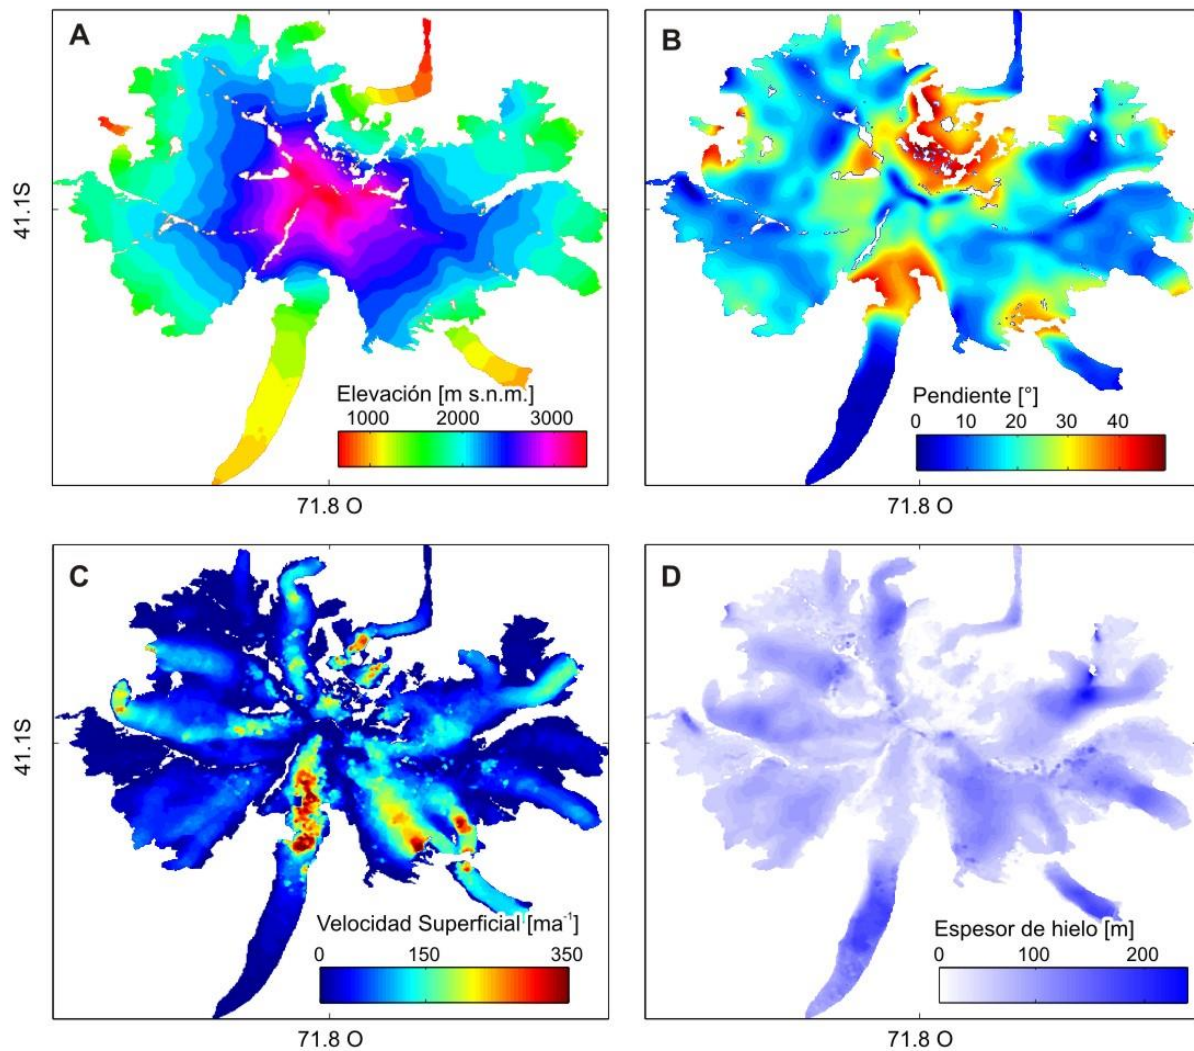 A
41.1S
Elevación [m s.n.m.]
1000 2000 3000
71.8 O
B
Pendiente [°]
0 10 20 30 40
71.8 O
C
41.1S
Velocidad Superficial [ma⁻¹]
0 150 350
71.8 O
D
Espesor de hielo [m]
0 100 200
71.8 O